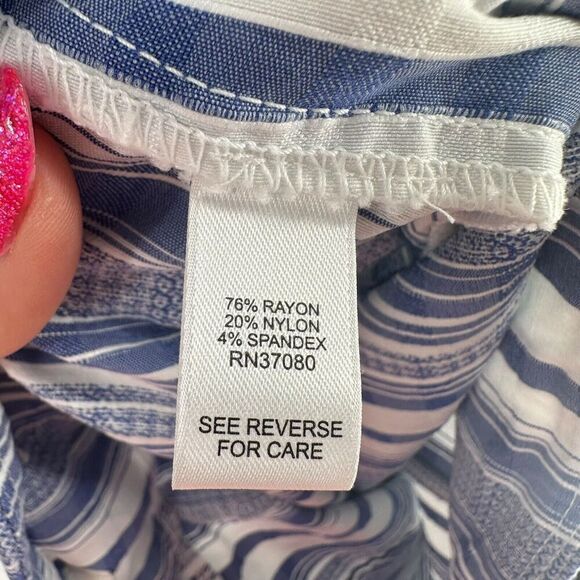 76% RAYON
20% NYLON
4% SPANDEX
RN37080
SEE REVERSE
FOR CARE